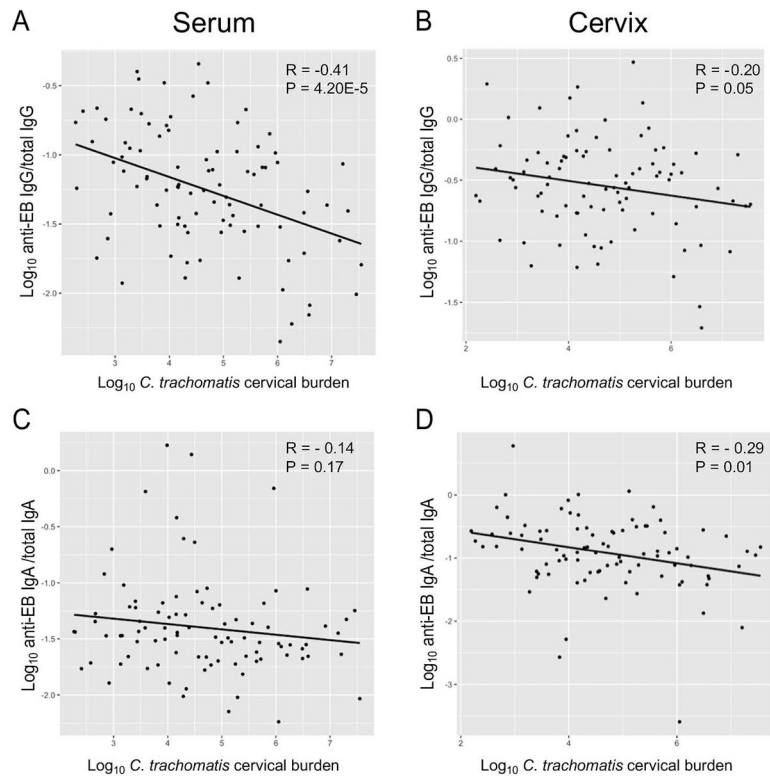 A Serum
B Cervix
R = -0.41
P = 4.20E-5
Log10 anti-EB IgG/total IgG
-0.5
-1.0
-1.5
-2.0
3 4 5 6 7
Log10 C. trachomatis cervical burden
R = -0.20
P = 0.05
Log10 anti-EB IgG/total IgG
0.5
0.0
-0.5
-1.0
-1.5
2 4 6
Log10 C. trachomatis cervical burden
C
R = - 0.14
P = 0.17
Log10 anti-EB IgA /total IgA
0.0
-0.5
-1.0
-1.5
-2.0
3 4 5 6 7
Log10 C. trachomatis cervical burden
D
R = - 0.29
P = 0.01
Log10 anti-EB IgA/total IgA
0
-1
-2
-3
2 4 6
Log10 C. trachomatis cervical burden